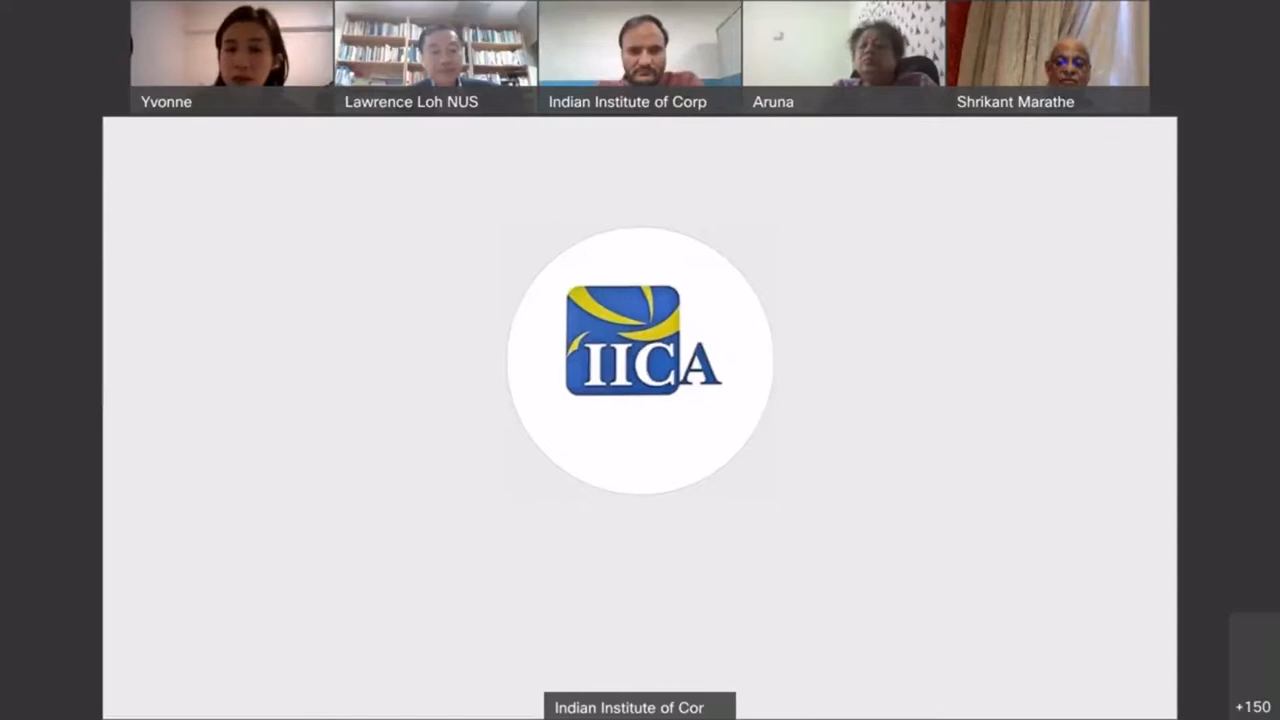 Yvonne
Lawrence Loh NUS
Indian Institute of Corp
Aruna
Shrikant Marathe
IICA
Indian Institute of Cor
+150